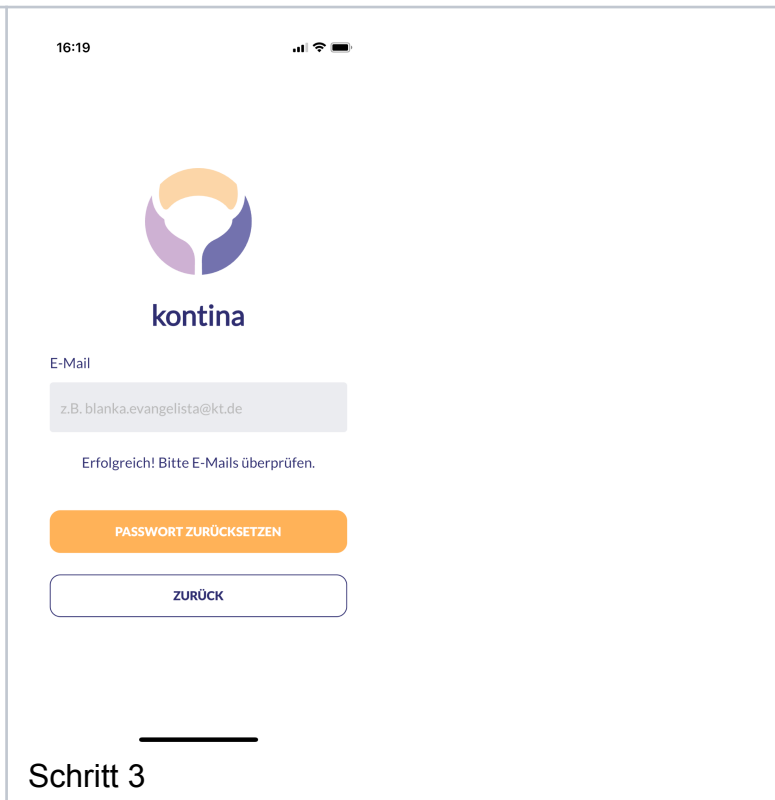 16:19
kontina
E-Mail
z.B. blanka.evangelista@kt.de
Erfolgreich! Bitte E-Mails überprüfen.
PASSWORT ZURÜCKSETZEN
ZURÜCK
Schritt 3